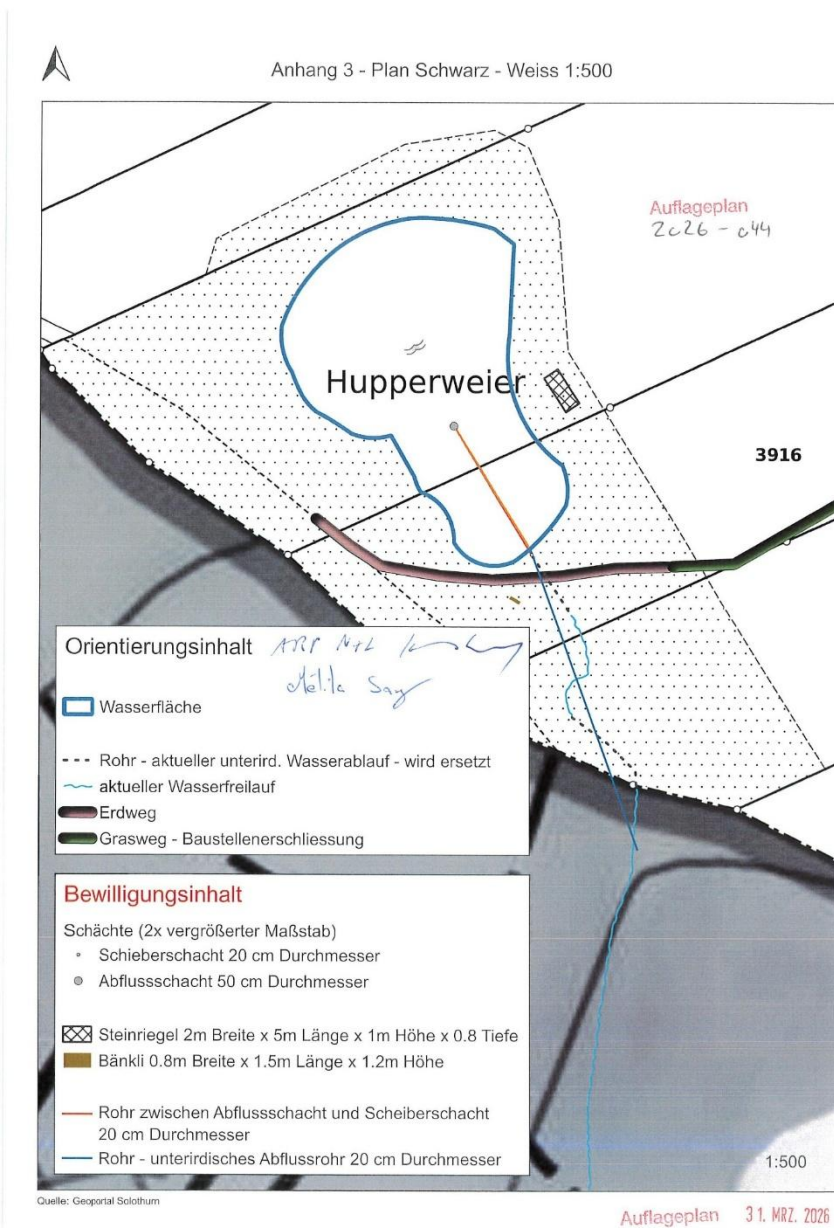 Anhang 3 - Plan Schwarz - Weiss 1:500
Auflageplan
2c26 - c44
Hupperweier
3916
Orientierungsinhalt
Wasserfläche
Rohr - aktueller unterird. Wasserablauf - wird ersetzt
aktueller Wasserfreilauf
Erdweg
Grasweg - Baustellenerschliessung
Bewilligungsinhalt
Schächte (2x vergrößerter Maßstab)
Schieberschacht 20 cm Durchmesser
Abflussschacht 50 cm Durchmesser
Steinriegel 2m Breite x 5m Länge x 1m Höhe x 0.8 Tiefe
Bänkli 0.8m Breite x 1.5m Länge x 1.2m Höhe
Rohr zwischen Abflussschacht und Scheiberschacht
20 cm Durchmesser
Rohr - unterirdisches Abflussrohr 20 cm Durchmesser
1:500
Quelle: Geoportal Solothurn
Auflageplan 31. MRZ. 2026